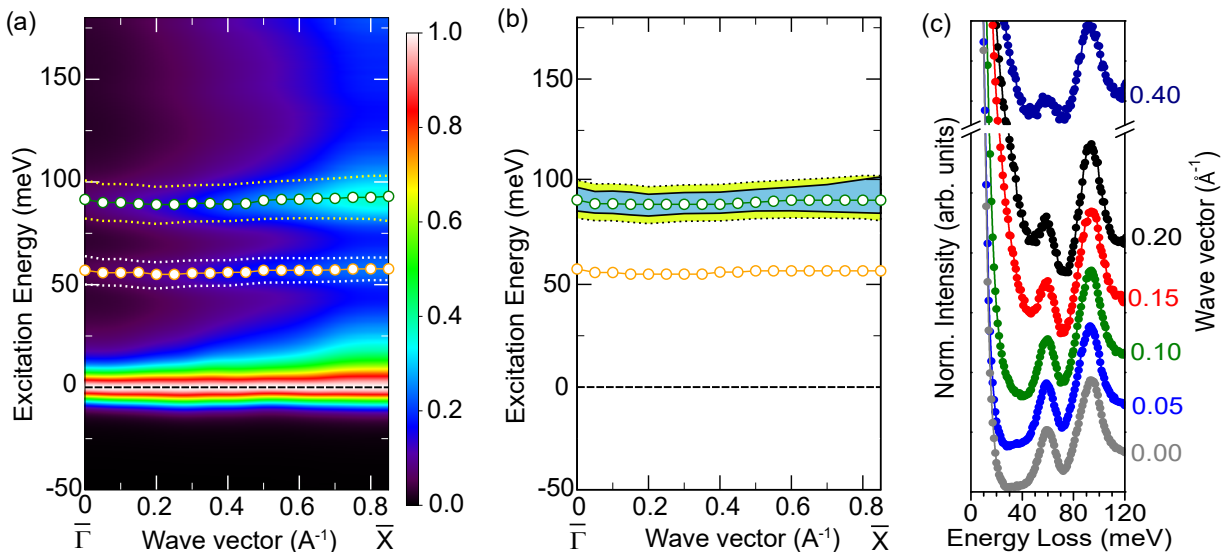 (a)
Excitation Energy (meV)
150
100
50
0
-50
0
0.2
0.4
0.6
0.8
Γ̅
Wave vector (A⁻¹)
X̅
1.0
0.8
0.6
0.4
0.2
0.0
(b)
Excitation Energy (meV)
150
100
50
0
-50
0
0.2
0.4
0.6
0.8
Γ̅
Wave vector (A⁻¹)
X̅
(c)
Norm. Intensity (arb. units)
0.40
0.20
0.15
0.10
0.05
0.00
Wave vector (Å⁻¹)
0
40
80
120
Energy Loss (meV)